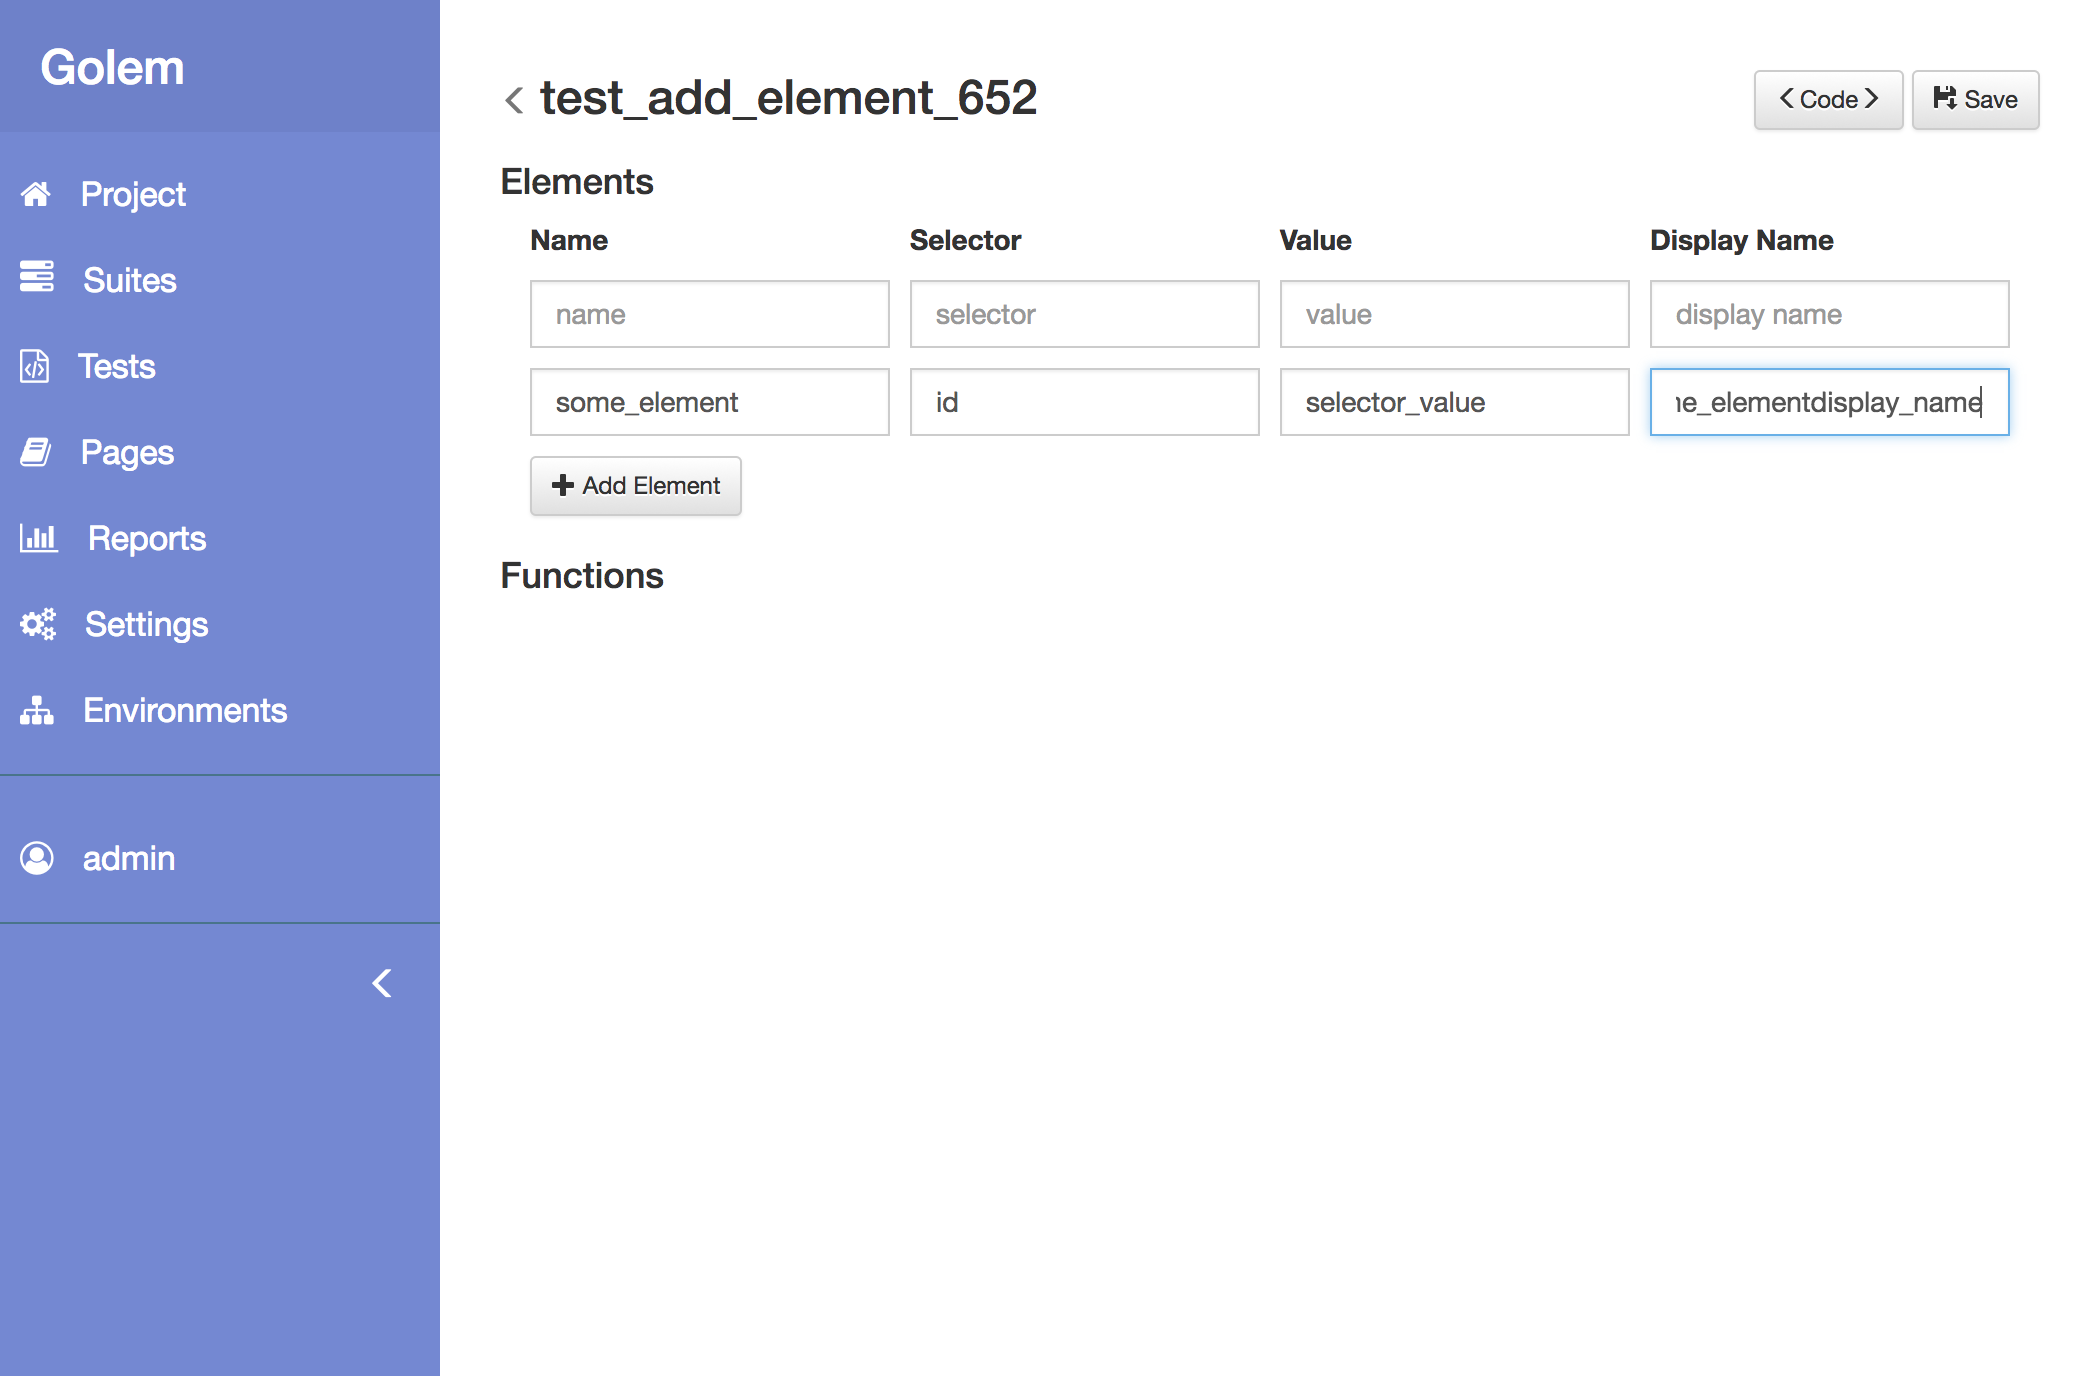 Golem
Project
Suites
Tests
Pages
Reports
Settings
Environments
admin
test_add_element_652
Code
Save
Elements
Name Selector Value Display Name
name selector value display name
some_element id selector_value e_elementdisplay_name
Add Element
Functions